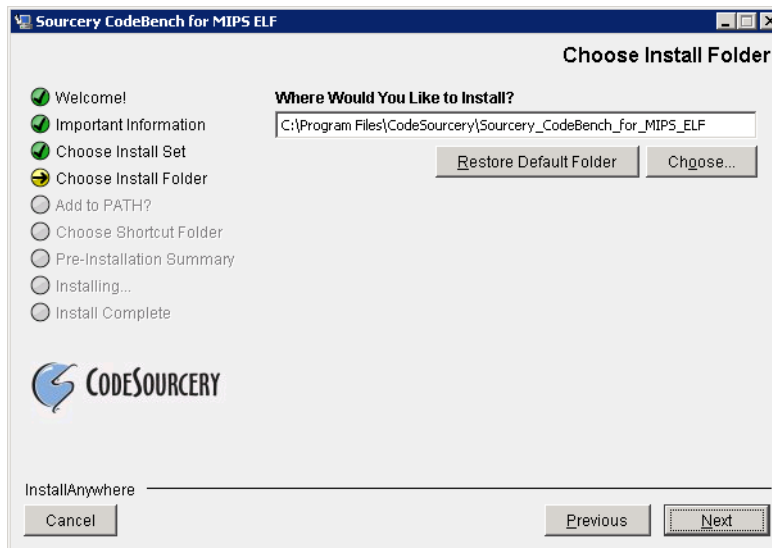 Sourcery CodeBench for MIPS ELF
Choose Install Folder
Welcome!
Important Information
Choose Install Set
Choose Install Folder
Add to PATH?
Choose Shortcut Folder
Pre-Installation Summary
Installing...
Install Complete
Where Would You Like to Install?
C:\Program Files\CodeSourcery\Sourcery_CodeBench_for_MIPS_ELF
Restore Default Folder
Choose...
CODESOURCERY
InstallAnywhere
Cancel
Previous
Next